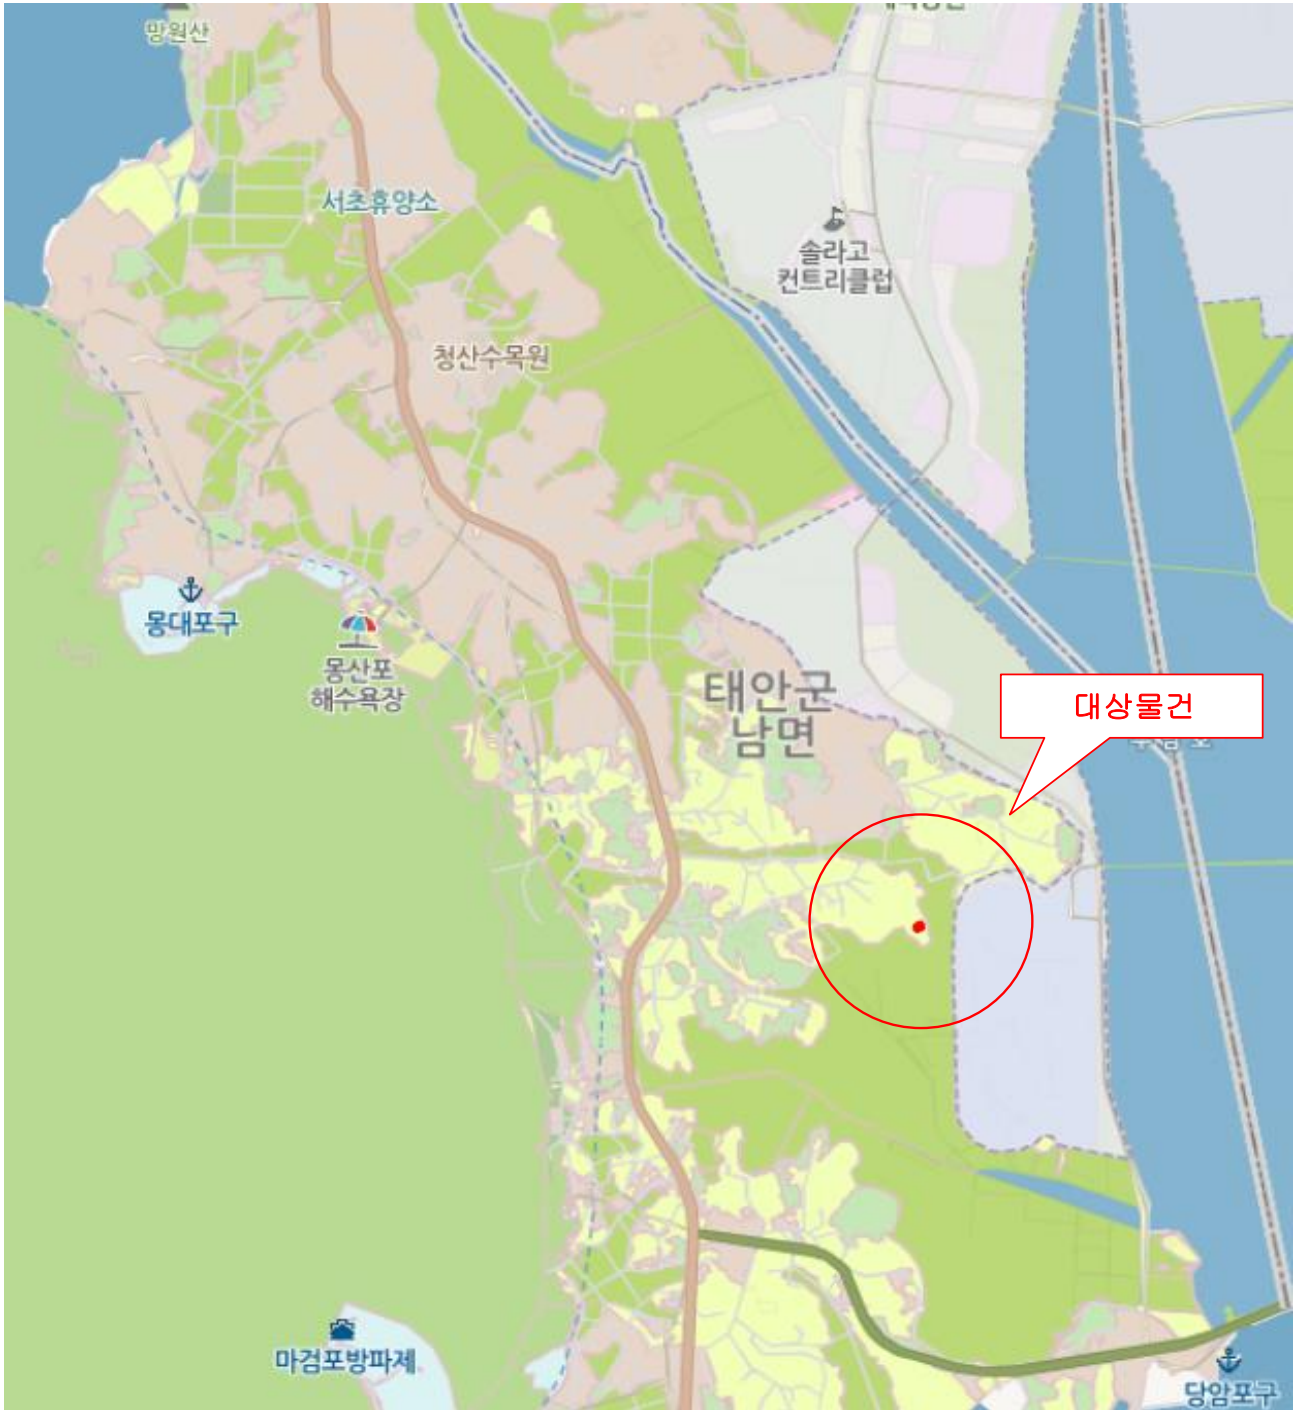 망원산
서초휴양소
솔라고
컨트리클럽
청산수목원
몽대포구
몽산포
해수욕장
태안군
남면
대상물건
마검포방파제
당암포구